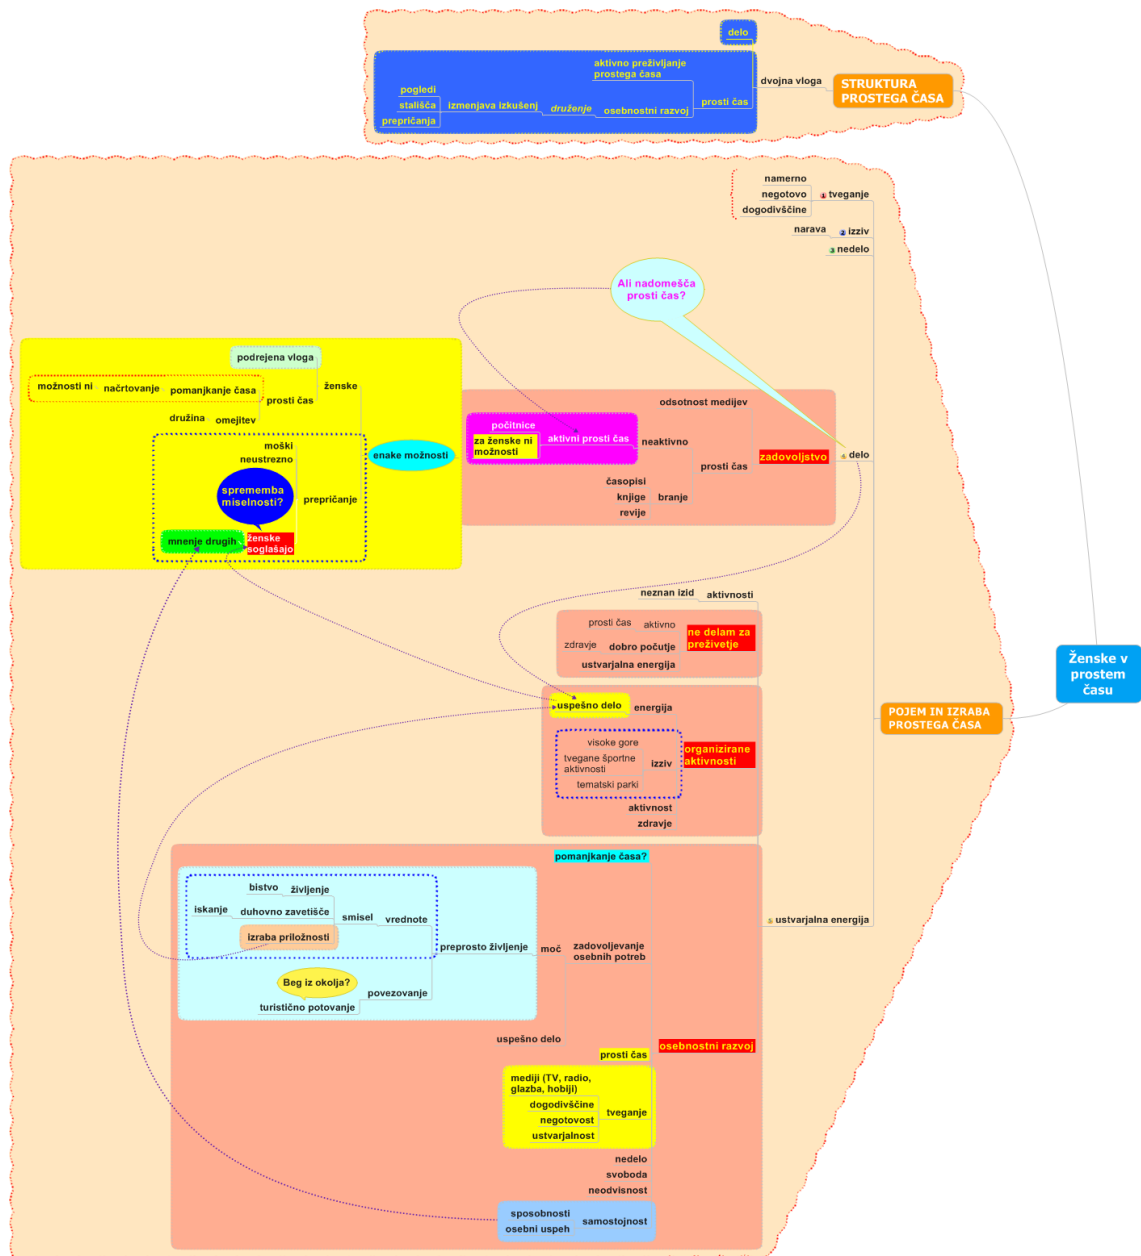 delo
aktivno preživljanje
prostega časa
pogledi
stališča
prepričanja
izmenjava izkušenj
druženje
osebnostni razvoj
prosti čas
dvojna vloga
STRUKTURA
PROSTEGA ČASA
namerno
negotovo
dogodivščine
1
tveganje
narava
2
izziv
3
nedelo
Ali nadomešča
prosti čas?
podrejena vloga
možnosti ni
načrtovanje
pomanjkanje časa
prosti čas
ženske
družina
omejitev
moški
neustrezno
sprememba
miselnosti?
prepričanje
mnenje drugih
ženske
soglašajo
enake možnosti
odsotnost medijev
počitnice
za ženske ni
možnosti
aktivni prosti čas
neaktivno
prosti čas
časopisi
knjige
revije
branje
zadovoljstvo
delo
neznan izid
aktivnosti
prosti čas
aktivno
zdravje
dobro počutje
ustvarjalna energija
ne delam za
preživetje
uspešno delo
energija
visoke gore
tvegane športne
aktivnosti
tematski parki
izziv
aktivnost
zdravje
organizirane
aktivnosti
Ženske v
prostem
času
POJEM IN IZRABA
PROSTEGA ČASA
pomanjkanje časa?
bistvo
življenje
iskanje
duhovno zavetišče
izraba priložnosti
smisel
vrednote
preprosto življenje
moč
zadovoljevanje
osebnih potreb
Beg iz okolja?
povezovanje
turistično potovanje
ustvarjalna energija
uspešno delo
osebnostni razvoj
prosti čas
mediji (TV, radio,
glazba, hobiji)
dogodivščine
negotovost
ustvarjalnost
tveganje
nedelo
svoboda
neodvisnost
sposobnosti
osebni uspeh
samostojnost